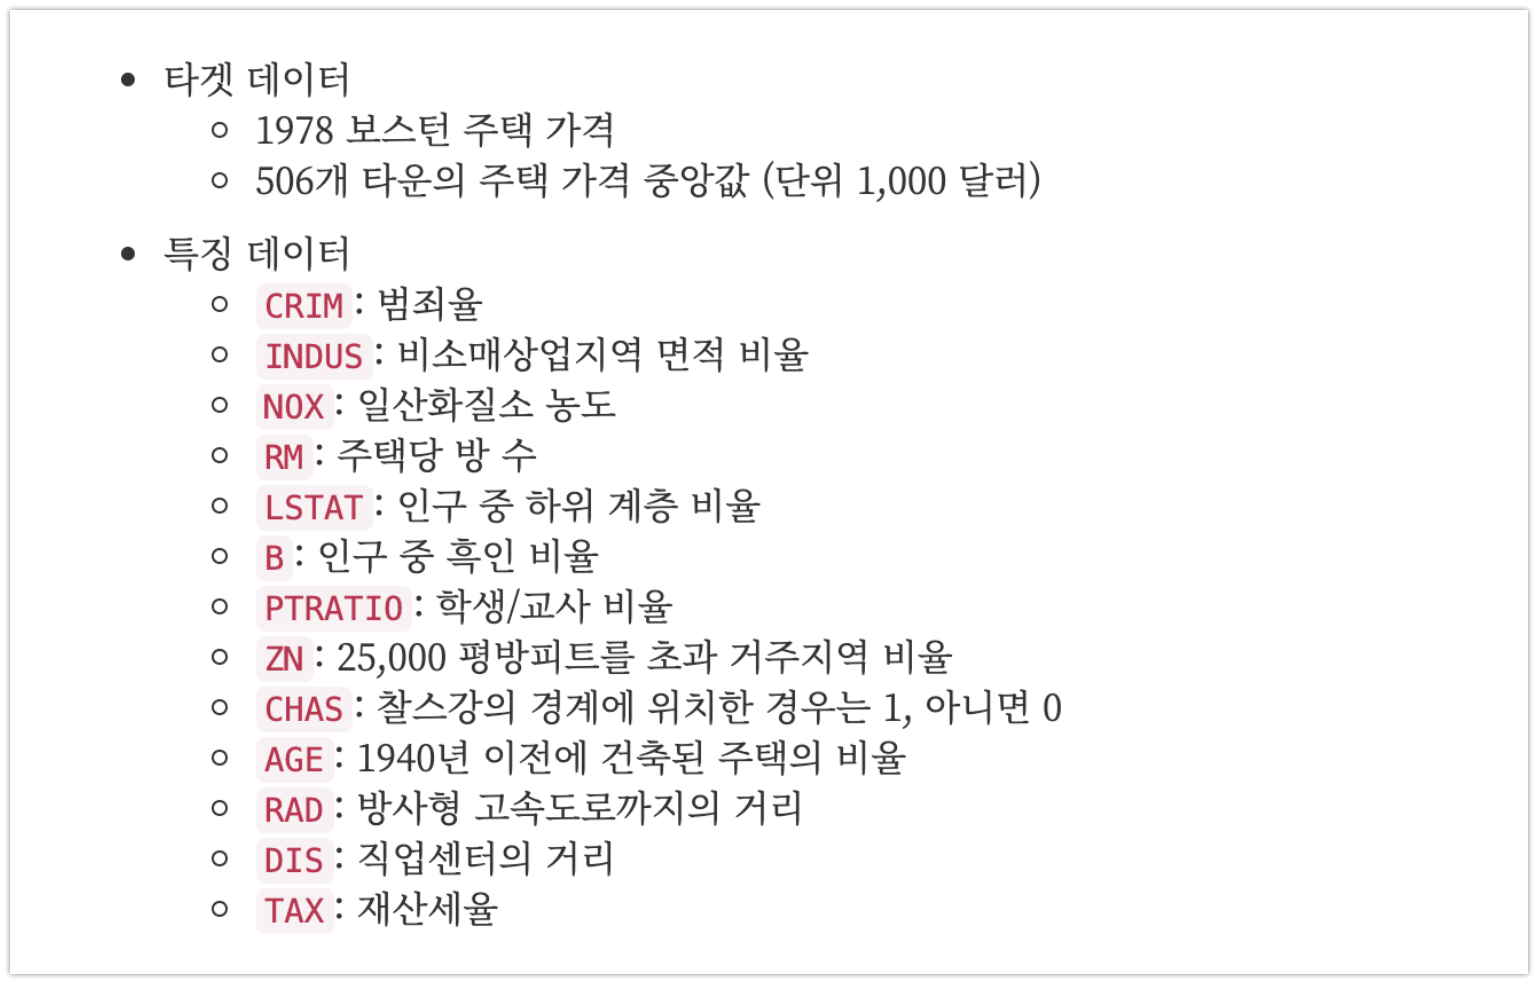 타겟 데이터
1978 보스턴 주택 가격
506개 타운의 주택 가격 중앙값 (단위 1,000 달러)
특징 데이터
CRIM: 범죄율
INDUS: 비소매상업지역 면적 비율
NOX: 일산화질소 농도
RM: 주택당 방 수
LSTAT: 인구 중 하위 계층 비율
B: 인구 중 흑인 비율
PTRATIO: 학생/교사 비율
ZN: 25,000 평방피트를 초과 거주지역 비율
CHAS: 찰스강의 경계에 위치한 경우는 1, 아니면 0
AGE: 1940년 이전에 건축된 주택의 비율
RAD: 방사형 고속도로까지의 거리
DIS: 직업센터의 거리
TAX: 재산세율